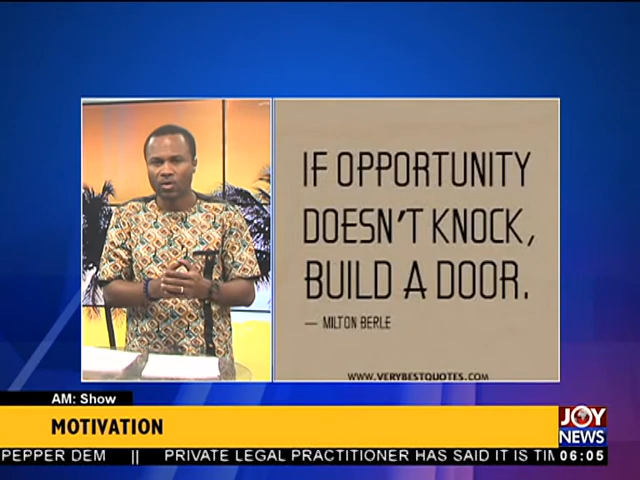 IF OPPORTUNITY
DOESN'T KNOCK,
BUILD A DOOR.
— MILTON BERLE
WWW.VERYBESTQUOTES.COM
AM: Show
MOTIVATION
JOY
NEWS
PEPPER DEM || PRIVATE LEGAL PRACTITIONER HAS SAID IT IS
06:05